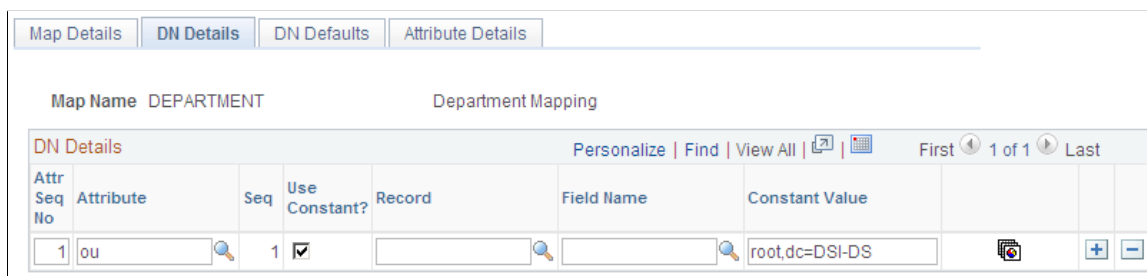 Map Details DN Details DN Defaults Attribute Details
Map Name DEPARTMENT Department Mapping
DN Details Personalize | Find | View All | | First 1 of 1 Last
Attr Seq No Attribute Seq Use Constant? Record Field Name Constant Value
1 ou 1 root,dc=DSI-DS